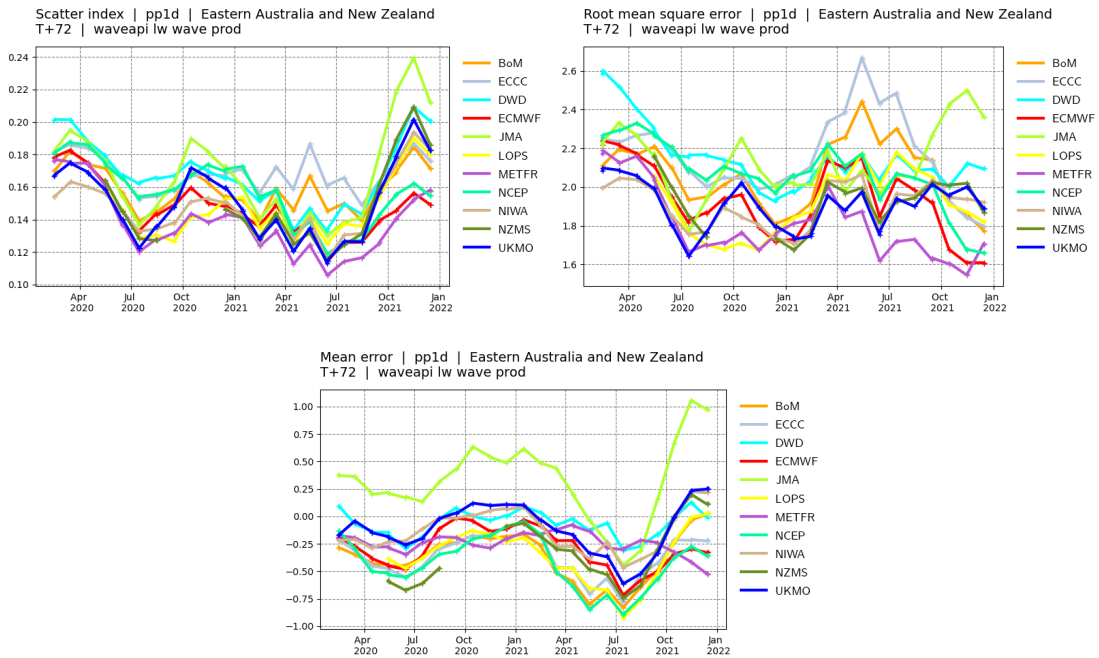 Scatter index | pp1d | Eastern Australia and New Zealand
T+72 | waveapi lw wave prod
0.24
0.22
0.20
0.18
0.16
0.14
0.12
0.10
Apr 2020
Jul 2020
Oct 2020
Jan 2021
Apr 2021
Jul 2021
Oct 2021
Jan 2022
BoM
ECCC
DWD
ECMWF
JMA
LOPS
METFR
NCEP
NIWA
NZMS
UKMO
Root mean square error | pp1d | Eastern Australia and New Zealand
T+72 | waveapi lw wave prod
2.6
2.4
2.2
2.0
1.8
1.6
Apr 2020
Jul 2020
Oct 2020
Jan 2021
Apr 2021
Jul 2021
Oct 2021
Jan 2022
BoM
ECCC
DWD
ECMWF
JMA
LOPS
METFR
NCEP
NIWA
NZMS
UKMO
Mean error | pp1d | Eastern Australia and New Zealand
T+72 | waveapi lw wave prod
1.00
0.75
0.50
0.25
0.00
−0.25
−0.50
−0.75
−1.00
Apr 2020
Jul 2020
Oct 2020
Jan 2021
Apr 2021
Jul 2021
Oct 2021
Jan 2022
BoM
ECCC
DWD
ECMWF
JMA
LOPS
METFR
NCEP
NIWA
NZMS
UKMO